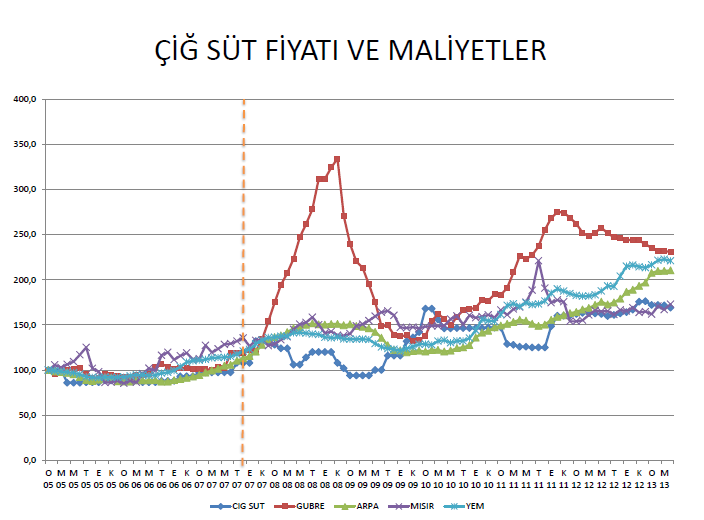 ÇİĞ SÜT FİYATI VE MALİYETLER
400,0
350,0
300,0
250,0
200,0
150,0
100,0
50,0
0,0
O M M T E K O M M T E K O M M T E K O M M T E K O M M T E K O M M T E K O M M T E K O M M T E K O M
05 05 05 05 05 05 06 06 06 06 06 06 07 07 07 07 07 07 08 08 08 08 08 08 09 09 09 09 09 09 10 10 10 10 10 10 11 11 11 11 11 11 12 12 12 12 12 12 13 13
CIG SUT GUBRE ARPA MISIR YEM